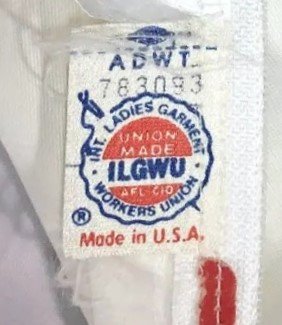 ADWT
783093
INT. LADIES GARMENT
UNION
MADE
ILGWU
AFL-CIO
WORKERS UNION
®
Made in U.S.A.